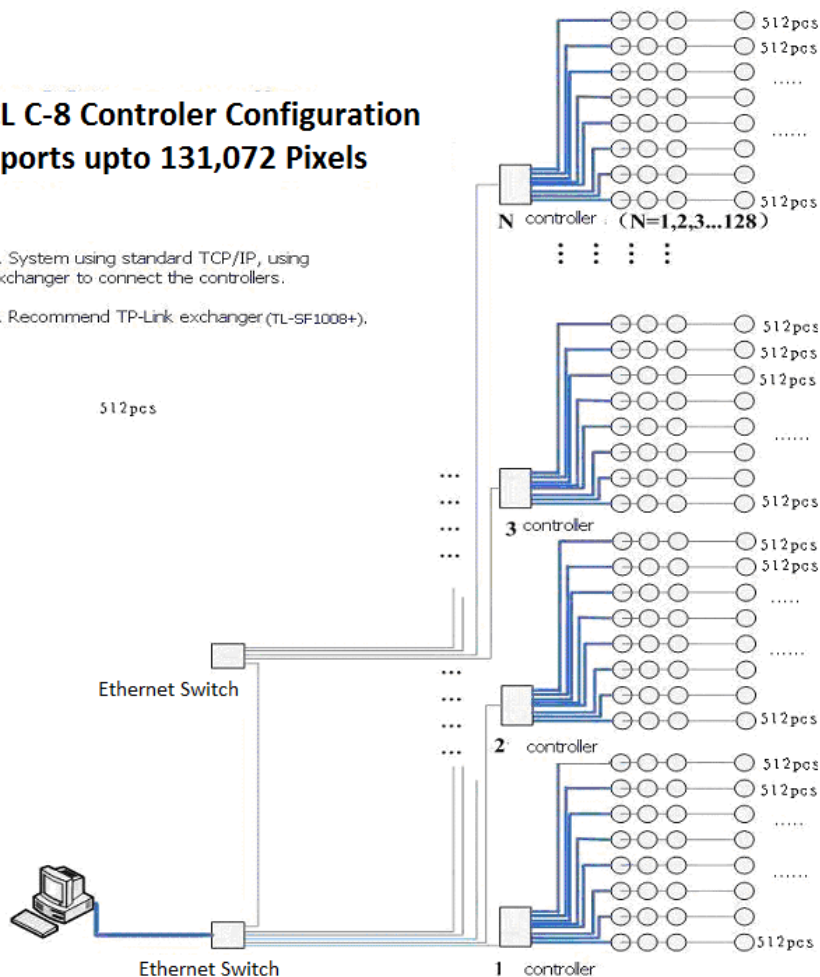 512pcs
512pcs
.....
L C-8 Controler Configuration
ports upto 131,072 Pixels
......
512pcs
N controller (N=1,2,3...128)
. System using standard TCP/IP, using
xchanger to connect the controllers.
. Recommend TP-Link exchanger (TL-SF1008+).
512pcs
512pcs
512pcs
512pcs
......
...
...
...
...
512pcs
3 controller
512pcs
512pcs
.....
......
Ethernet Switch
...
...
...
...
512pcs
2 controller
512pcs
512pcs
.....
......
512pcs
Ethernet Switch
1 controller